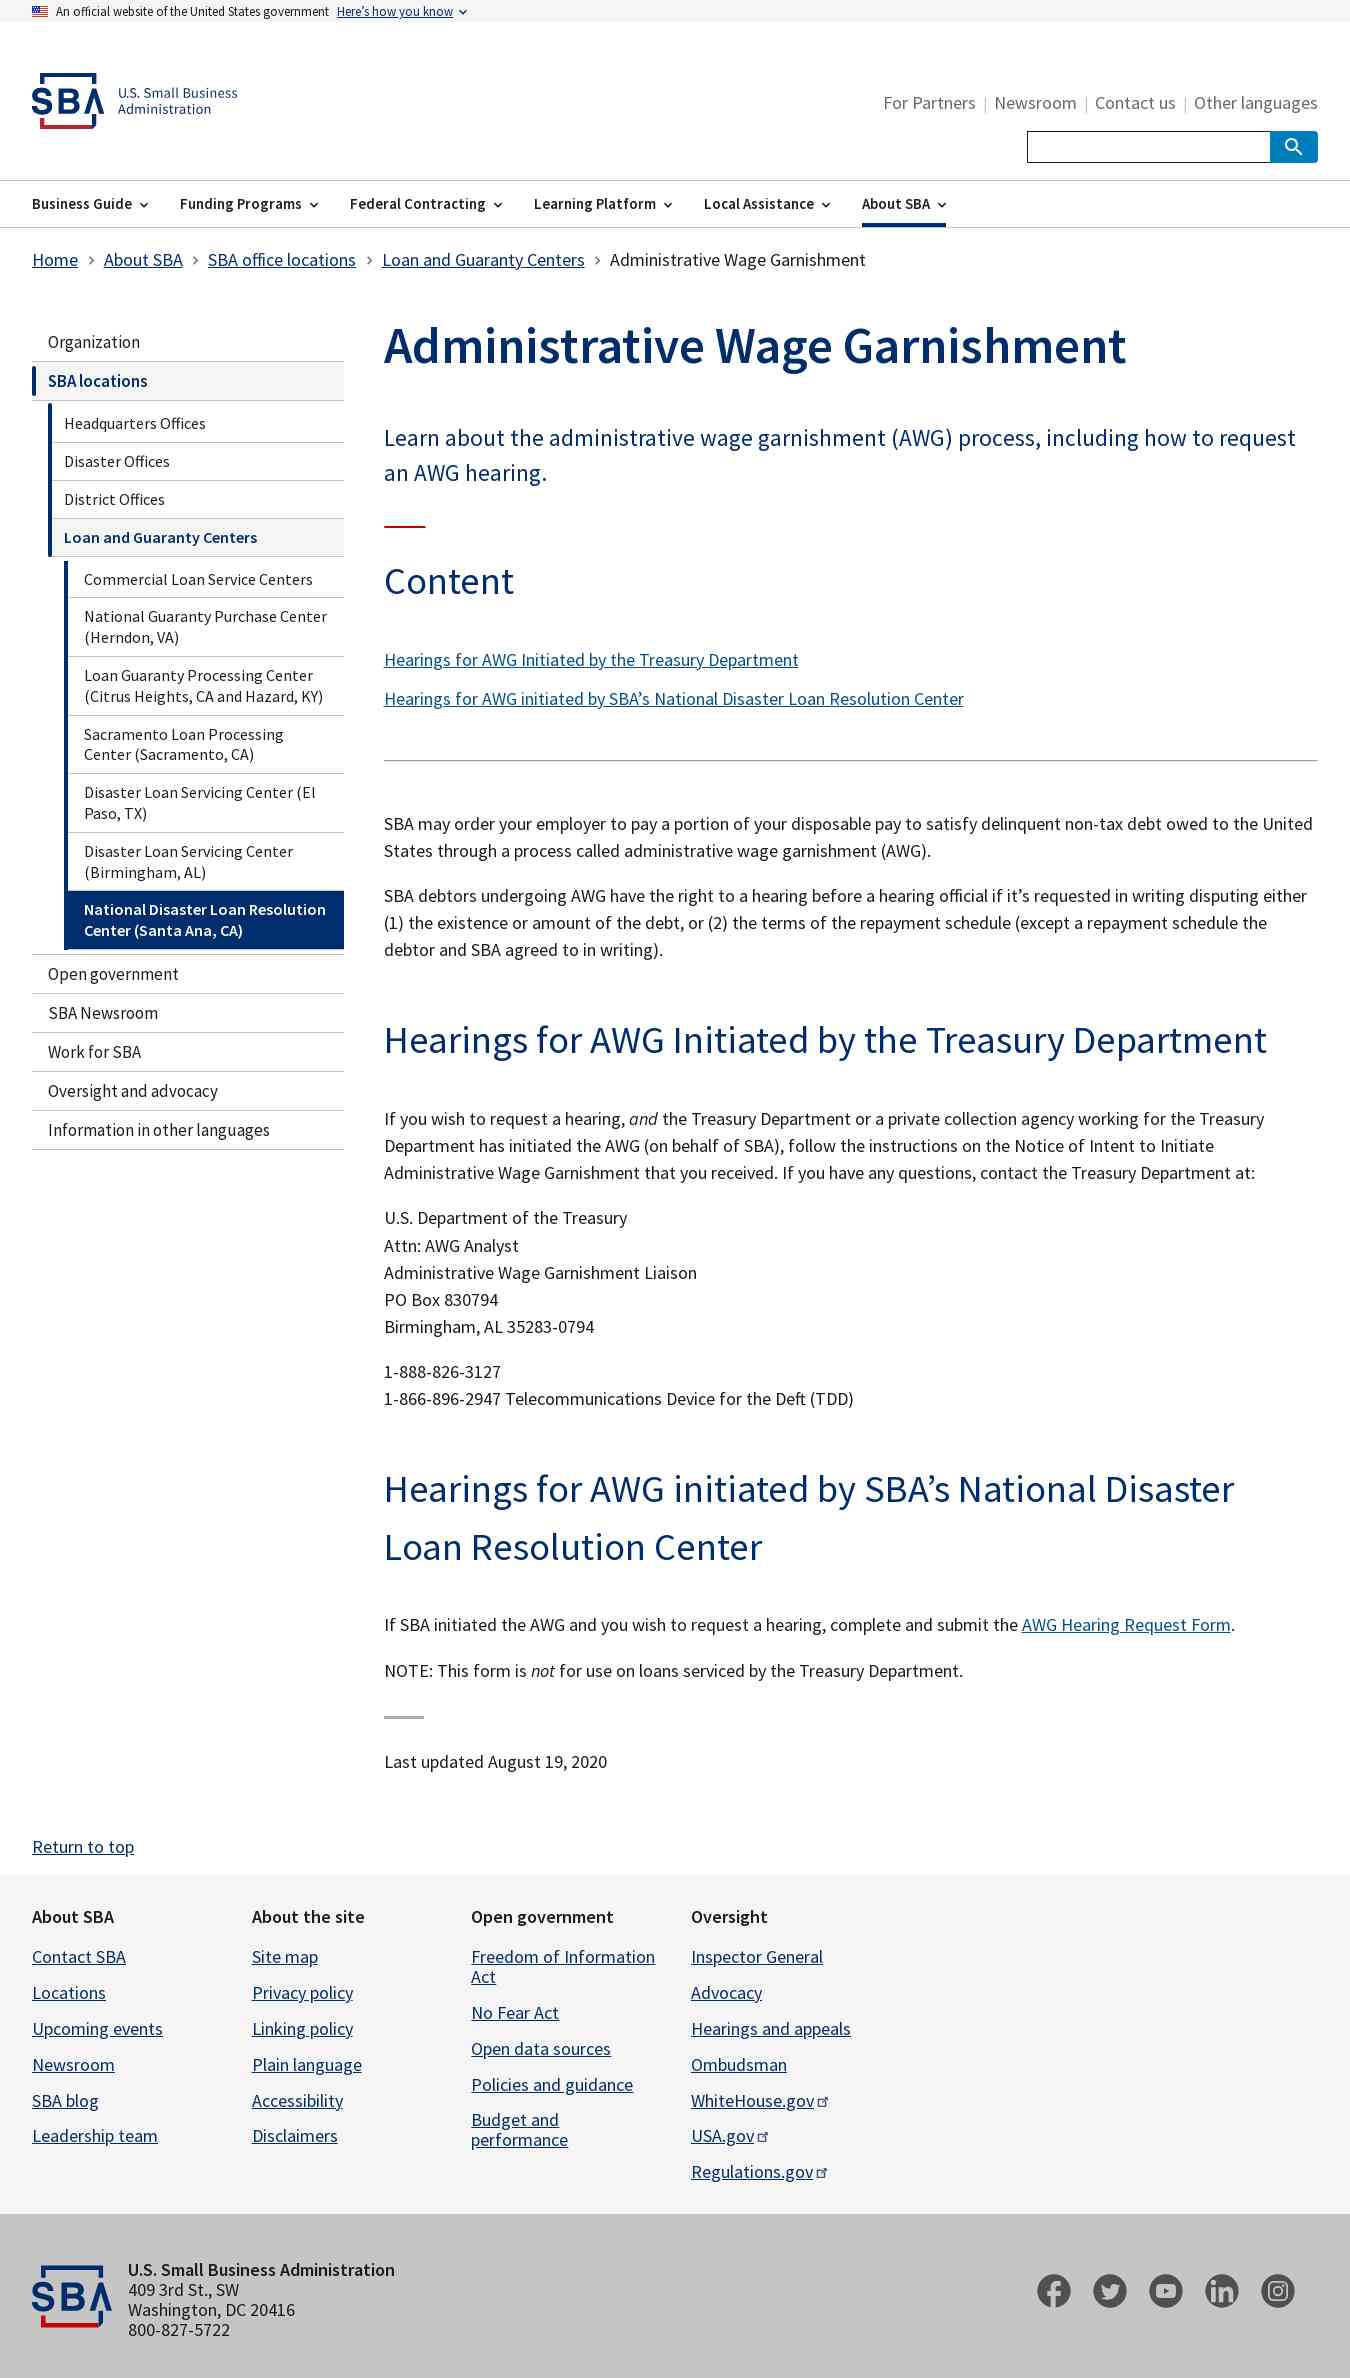 An official website of the United States government Here’s how you know
SBA U.S. Small Business
Administration
For Partners | Newsroom | Contact us | Other languages
Business Guide Funding Programs Federal Contracting Learning Platform Local Assistance About SBA
Home > About SBA > SBA office locations > Loan and Guaranty Centers > Administrative Wage Garnishment
Organization
SBA locations
Headquarters Offices
Disaster Offices
District Offices
Loan and Guaranty Centers
Commercial Loan Service Centers
National Guaranty Purchase Center
(Herndon, VA)
Loan Guaranty Processing Center
(Citrus Heights, CA and Hazard, KY)
Sacramento Loan Processing
Center (Sacramento, CA)
Disaster Loan Servicing Center (El
Paso, TX)
Disaster Loan Servicing Center
(Birmingham, AL)
National Disaster Loan Resolution
Center (Santa Ana, CA)
Open government
SBA Newsroom
Work for SBA
Oversight and advocacy
Information in other languages
Administrative Wage Garnishment
Learn about the administrative wage garnishment (AWG) process, including how to request
an AWG hearing.
Content
Hearings for AWG Initiated by the Treasury Department
Hearings for AWG initiated by SBA’s National Disaster Loan Resolution Center
SBA may order your employer to pay a portion of your disposable pay to satisfy delinquent non-tax debt owed to the United
States through a process called administrative wage garnishment (AWG).
SBA debtors undergoing AWG have the right to a hearing before a hearing official if it’s requested in writing disputing either
(1) the existence or amount of the debt, or (2) the terms of the repayment schedule (except a repayment schedule the
debtor and SBA agreed to in writing).
Hearings for AWG Initiated by the Treasury Department
If you wish to request a hearing, and the Treasury Department or a private collection agency working for the Treasury
Department has initiated the AWG (on behalf of SBA), follow the instructions on the Notice of Intent to Initiate
Administrative Wage Garnishment that you received. If you have any questions, contact the Treasury Department at:
U.S. Department of the Treasury
Attn: AWG Analyst
Administrative Wage Garnishment Liaison
PO Box 830794
Birmingham, AL 35283-0794
1-888-826-3127
1-866-896-2947 Telecommunications Device for the Deft (TDD)
Hearings for AWG initiated by SBA’s National Disaster
Loan Resolution Center
If SBA initiated the AWG and you wish to request a hearing, complete and submit the AWG Hearing Request Form.
NOTE: This form is not for use on loans serviced by the Treasury Department.
Last updated August 19, 2020
Return to top
About SBA
Contact SBA
Locations
Upcoming events
Newsroom
SBA blog
Leadership team
About the site
Site map
Privacy policy
Linking policy
Plain language
Accessibility
Disclaimers
Open government
Freedom of Information
Act
No Fear Act
Open data sources
Policies and guidance
Budget and
performance
Oversight
Inspector General
Advocacy
Hearings and appeals
Ombudsman
WhiteHouse.gov
USA.gov
Regulations.gov
SBA
U.S. Small Business Administration
409 3rd St., SW
Washington, DC 20416
800-827-5722